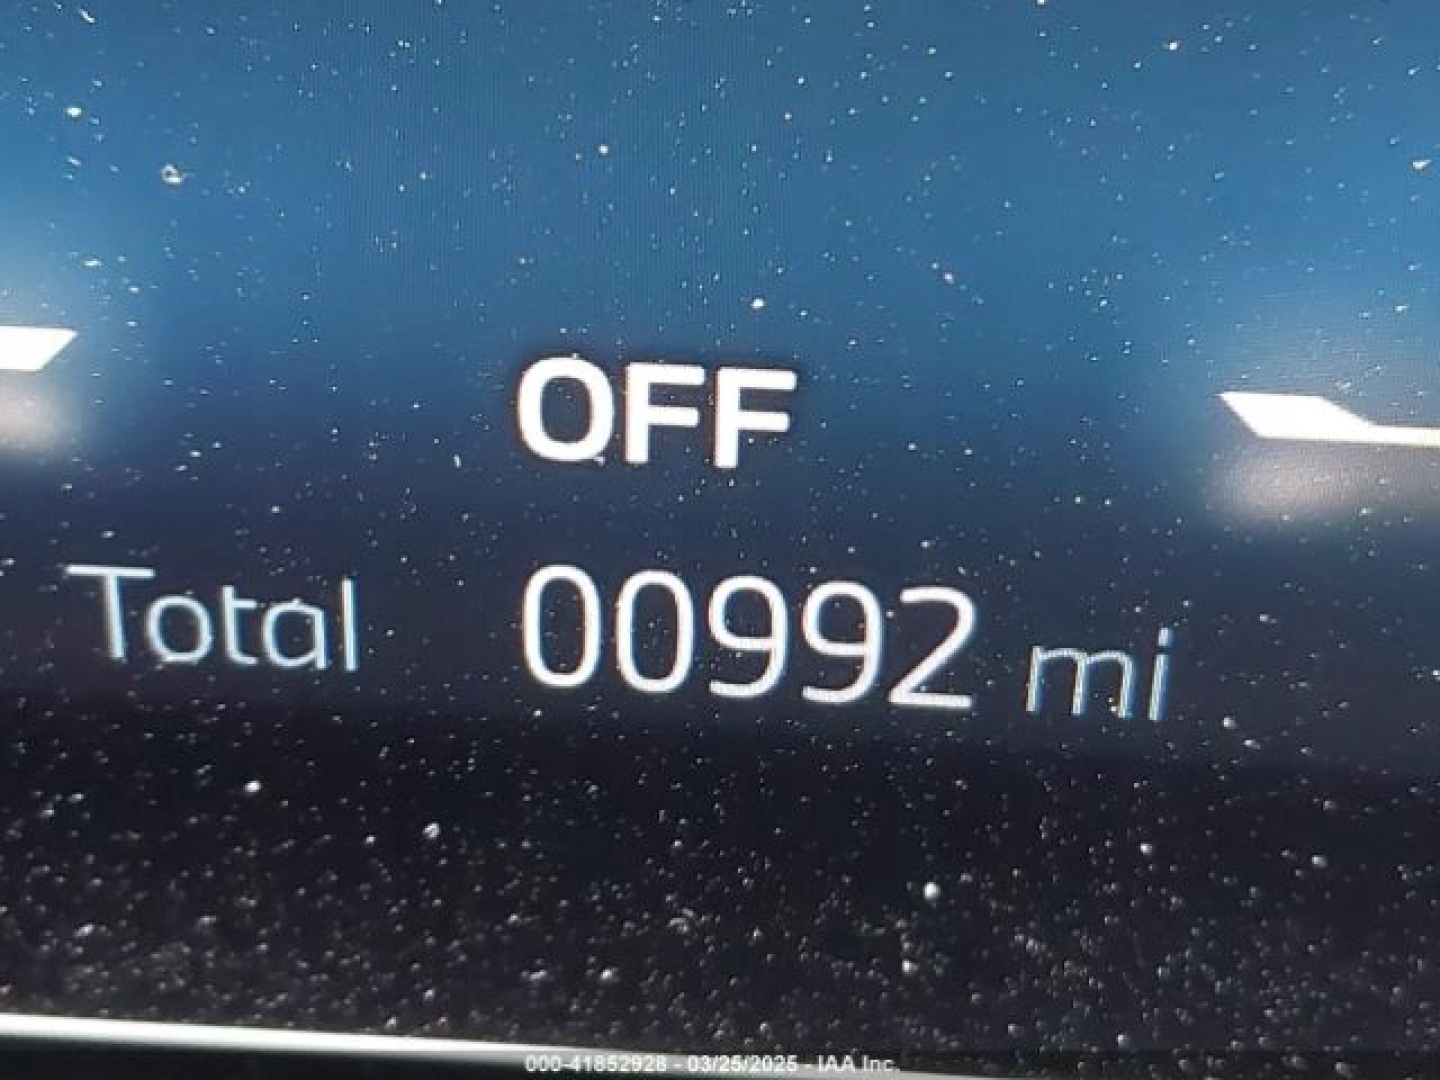 OFF
Total 00992 mi
000-41852928 - 03/25/2025 - IAA Inc.